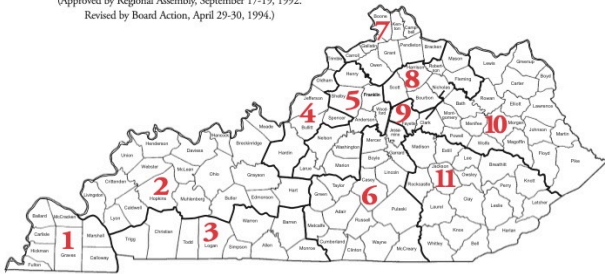 (Approved by Regional Assembly, September 17-19, 1992.
Revised by Board Action, April 29-30, 1994.)
Boone
Gallatin
Grant
Pendleton
Bracken
7
Trimble
Carroll
Owen
Mason
Lewis
Greenup
Oldham
Henry
Harrison
Fleming
Carter
Boyd
8
Scott
Nicholas
Jefferson
Shelby
Franklin
Bourbon
Bath
Rowan
Elliott
Lawrence
4
5
9
10
Bullitt
Spencer
Anderson
Clark
Powell
Menifee
Morgan
Johnson
Martin
Meade
Nelson
Mercer
Madison
Wolfe
Magoffin
Floyd
Pike
Hancock
Breckinridge
Hardin
Washington
Boyle
Garrard
Estill
Lee
Breathitt
Henderson
Daviess
Union
Webster
McLean
Ohio
Grayson
Larue
Marion
Lincoln
Jackson
Owsley
Knott
11
Crittenden
2
Hopkins
Hart
Green
Taylor
Casey
Rockcastle
Perry
Letcher
Livingston
Caldwell
Muhlenberg
Butler
Edmonson
Adair
6
Pulaski
Laurel
Clay
Leslie
Lyon
Warren
Barren
Metcalfe
Russell
Knox
Harlan
Ballard
McCracken
Marshall
Trigg
Christian
Todd
3
Logan
Simpson
Allen
Monroe
Cumberland
Clinton
Wayne
McCreary
Whitley
Bell
Carlisle
1
Graves
Calloway
Hickman
Fulton